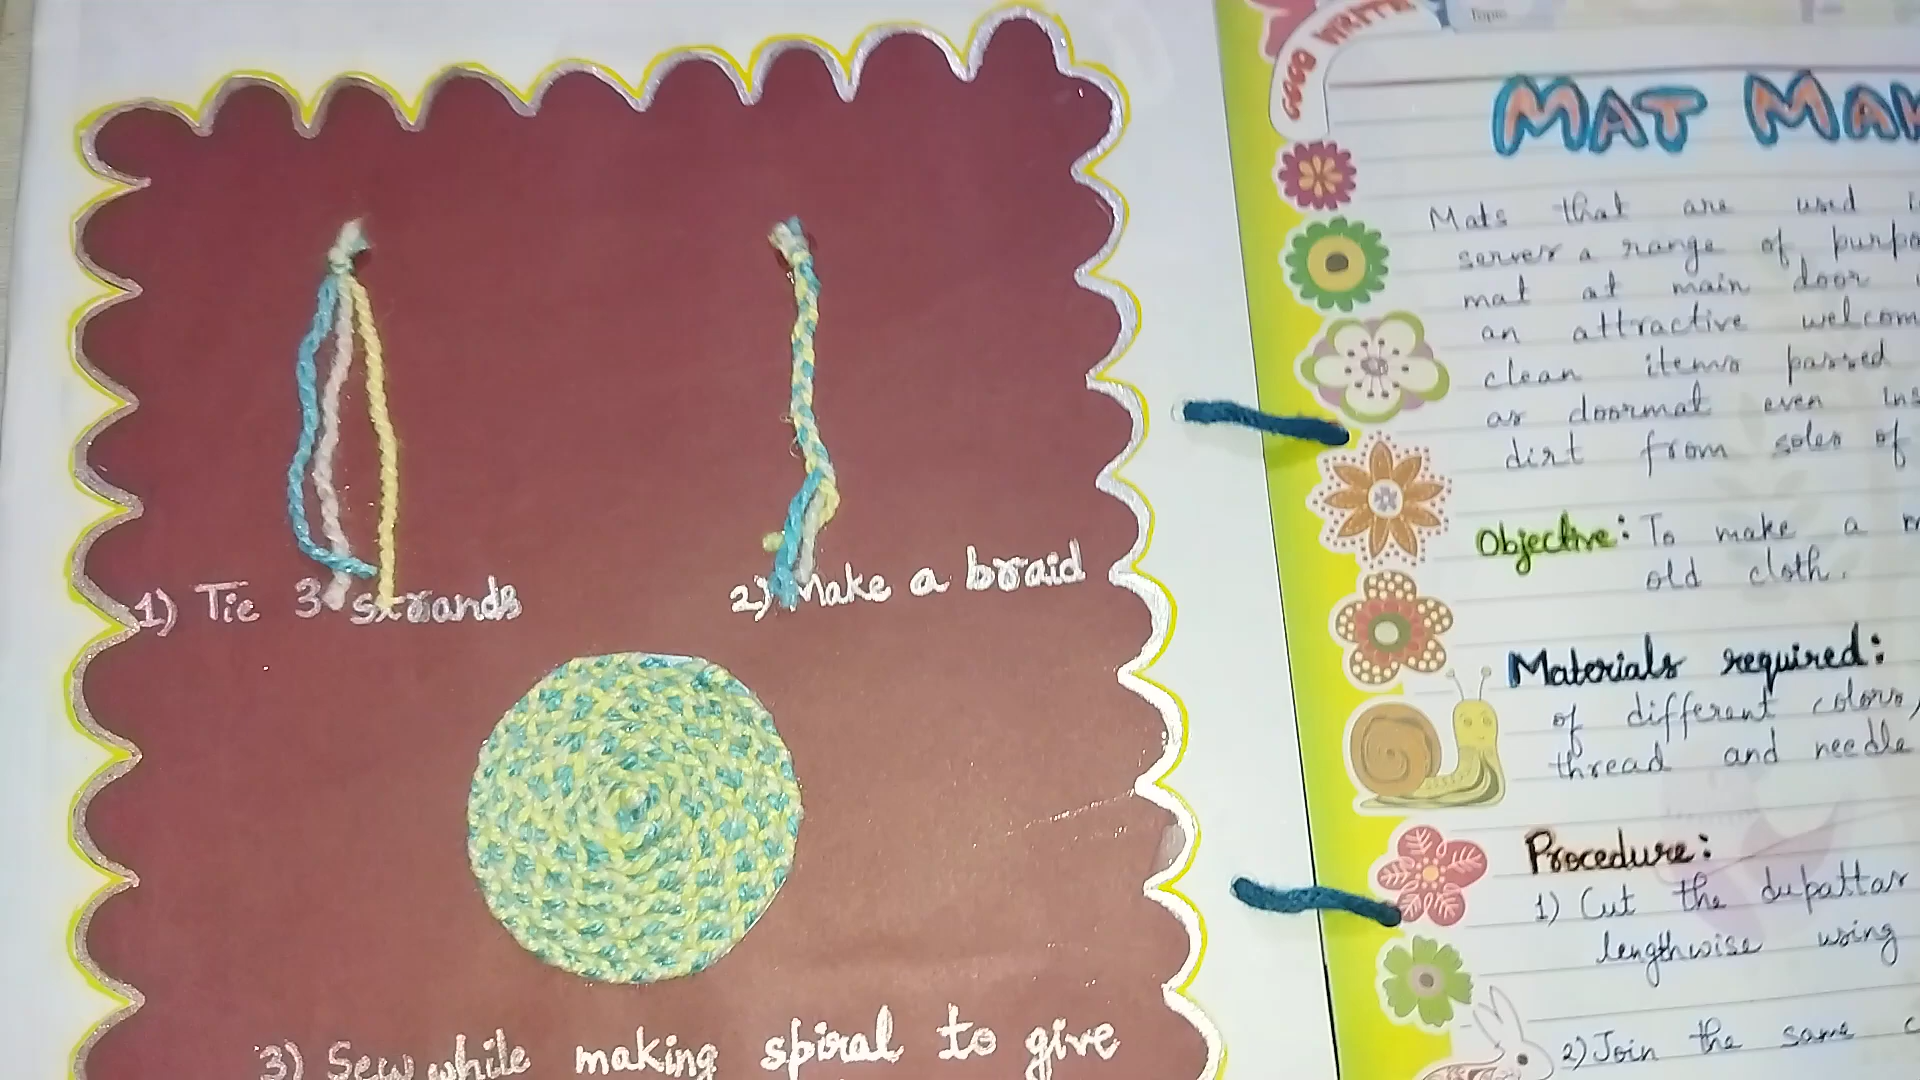 1) Tie 3 strands
2) Make a braid
3) Sew while making spiral to give
GOOD WRITE
Topic
MAT
Mats that are used
serves a range of
mat at main door
an attractive
clean items passed
as doormat even
dirt from soles of
Objective: To make a
old cloth.
Materials required:
of different colors,
thread and needle
Procedure:
1) Cut the dupattas
lengthwise using
2) Join the same